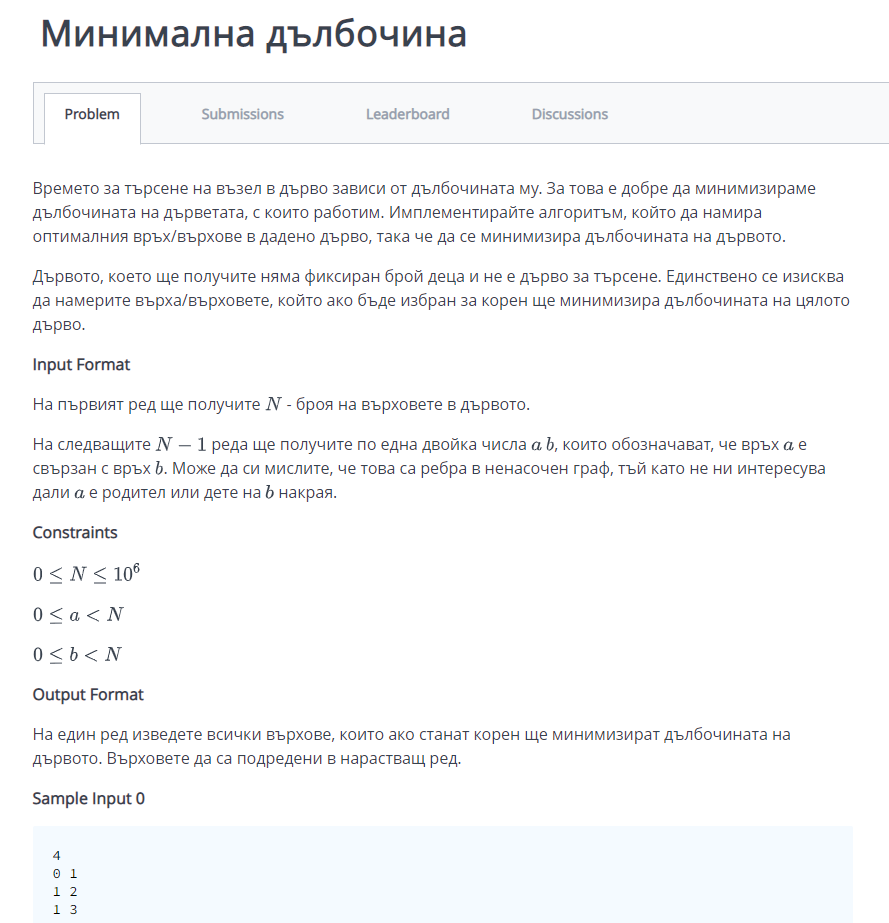 Минимална дълбочина
Problem
Submissions
Leaderboard
Discussions
Времето за търсене на възел в дърво зависи от дълбочината му. За това е добре да минимизираме
дълбочината на дърветата, с които работим. Имплементирайте алгоритъм, който да намира
оптималния връх/върхове в дадено дърво, така че да се минимизира дълбочината на дървото.
Дървото, което ще получите няма фиксиран брой деца и не е дърво за търсене. Единствено се изисква
да намерите върха/върховете, който ако бъде избран за корен ще минимизира дълбочината на цялото
дърво.
Input Format
На първият ред ще получите N - броя на върховете в дървото.
На следващите N − 1 реда ще получите по една двойка числа a b, които обозначават, че връх a е
свързан с връх b. Може да си мислите, че това са ребра в ненасочен граф, тъй като не ни интересува
дали a е родител или дете на b накрая.
Constraints
0 ≤ N ≤ 10⁶
0 ≤ a < N
0 ≤ b < N
Output Format
На един ред изведете всички върхове, които ако станат корен ще минимизират дълбочината на
дървото. Върховете да са подредени в нарастващ ред.
Sample Input 0
4
0 1
1 2
1 3